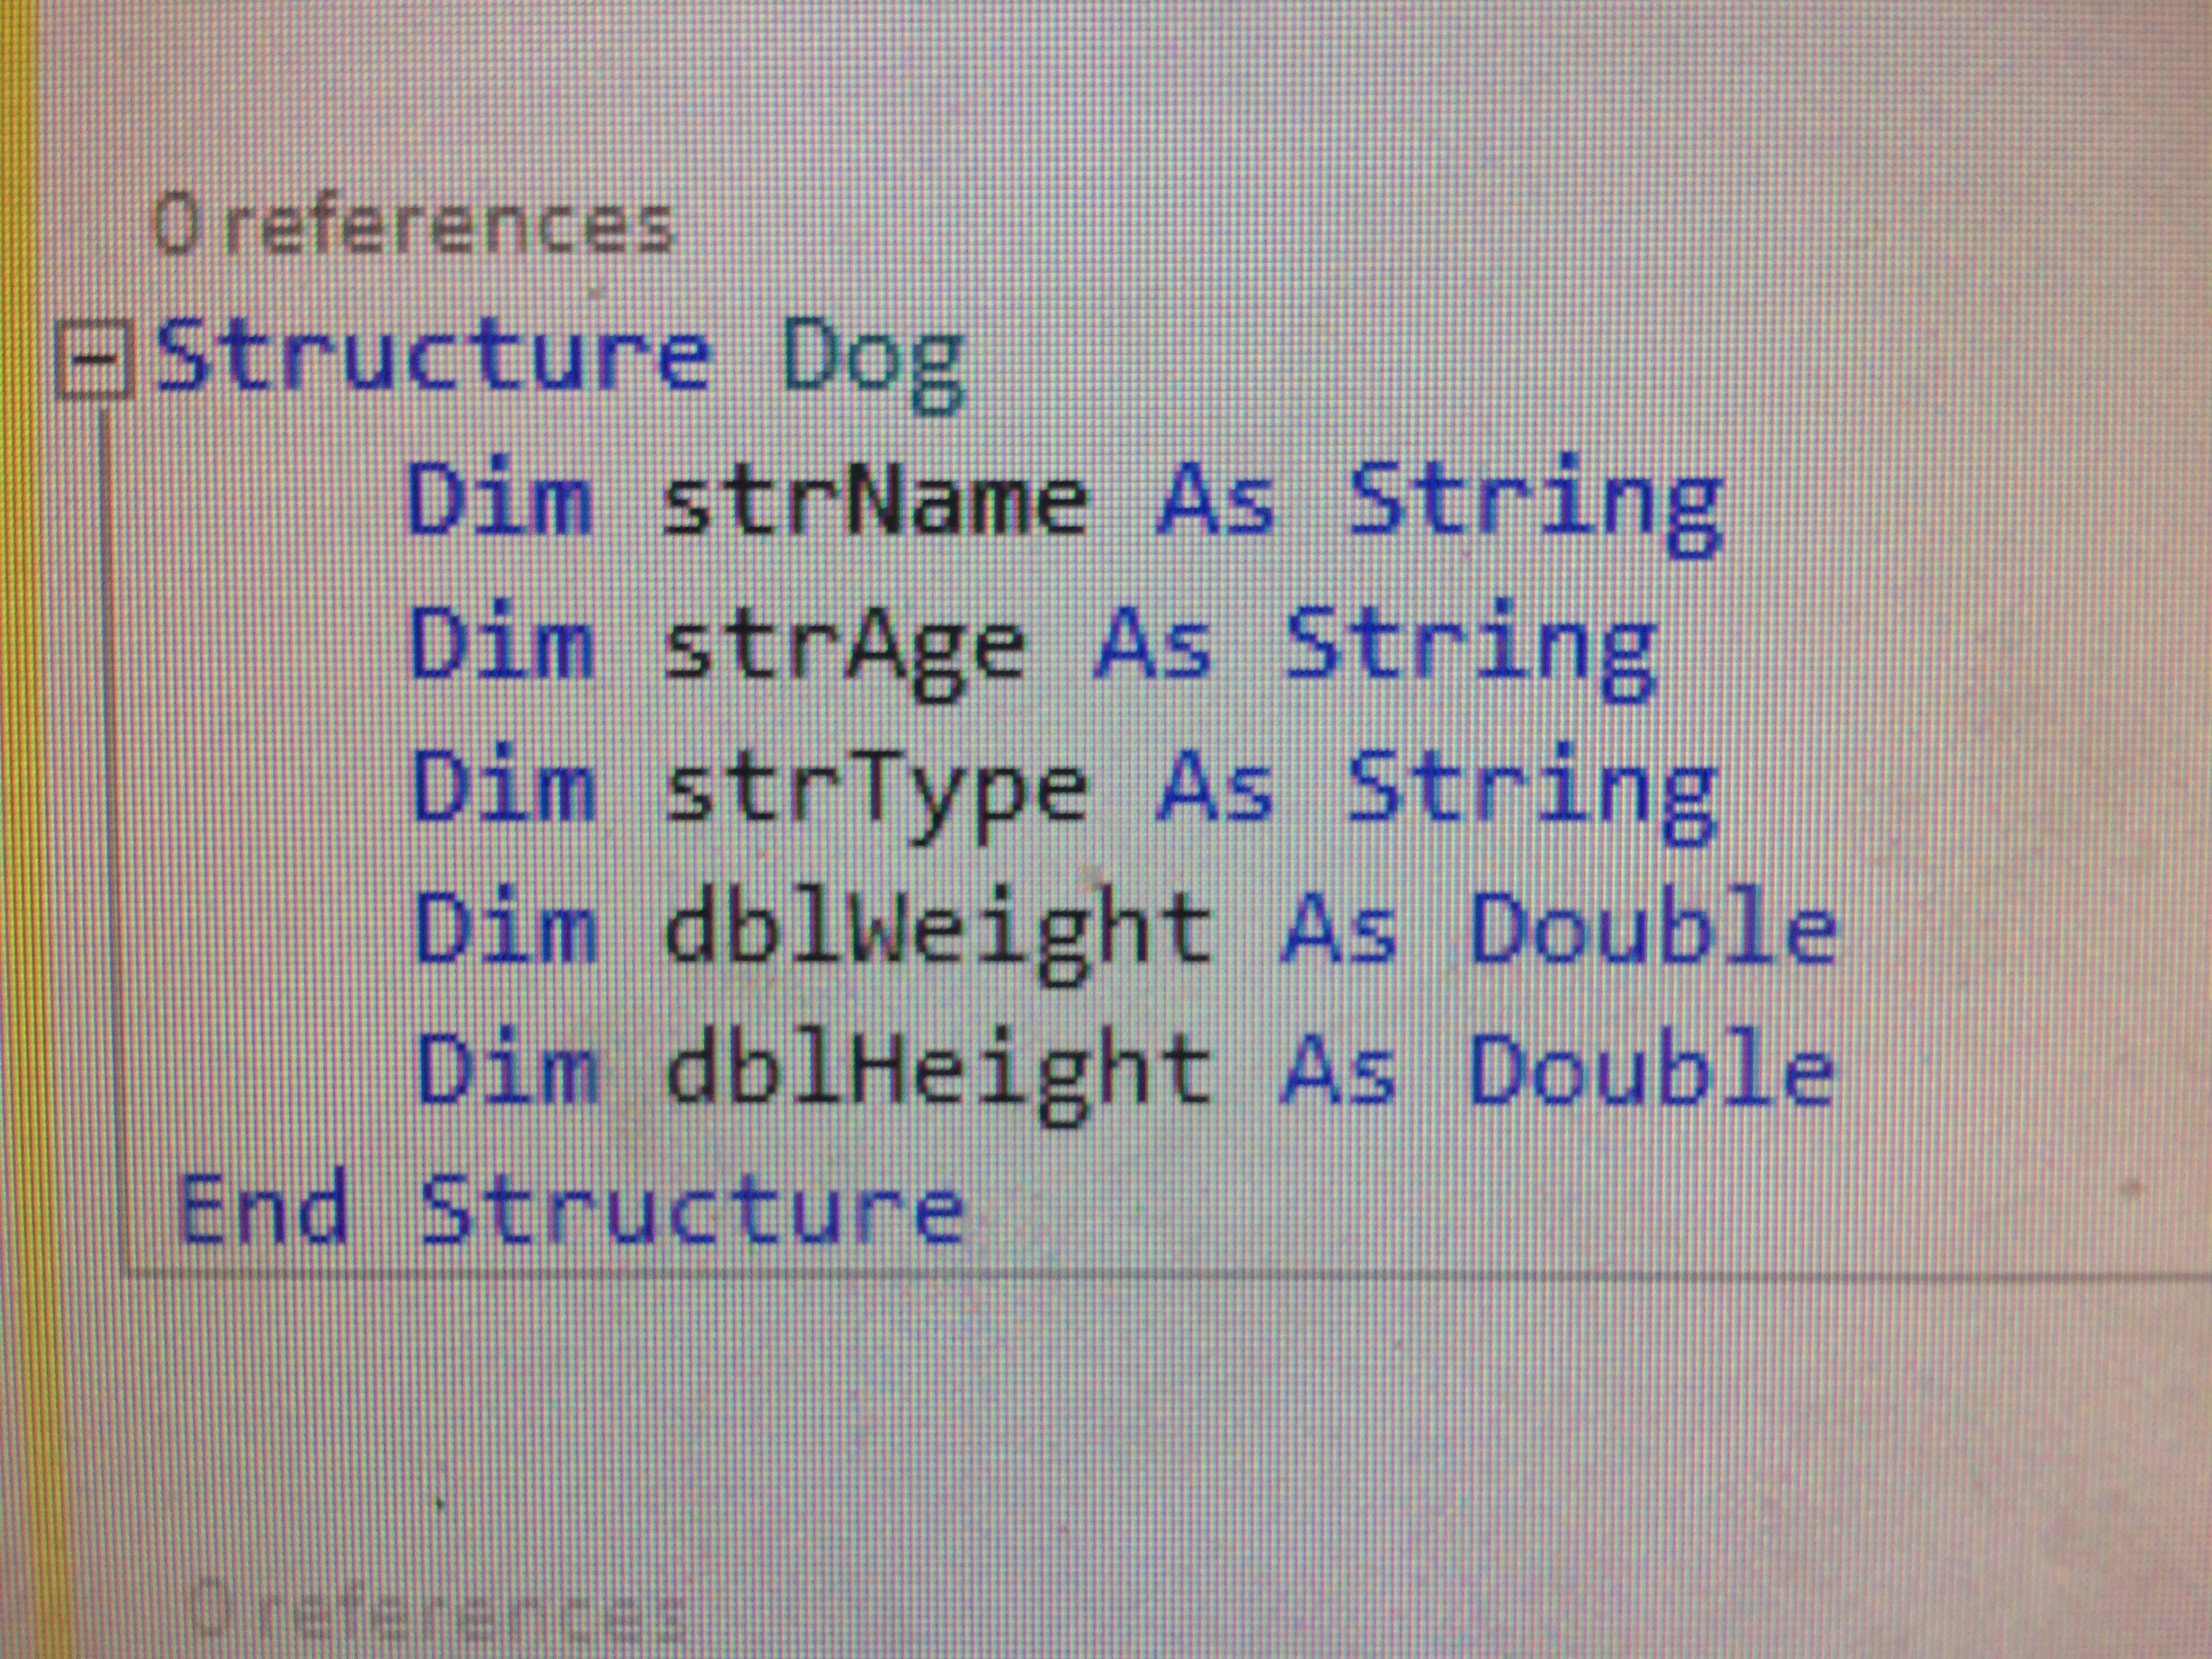 0 references
Structure Dog
Dim strName As String
Dim strAge As String
Dim strType As String
Dim dblWeight As Double
Dim dblHeight As Double
End Structure
0 references